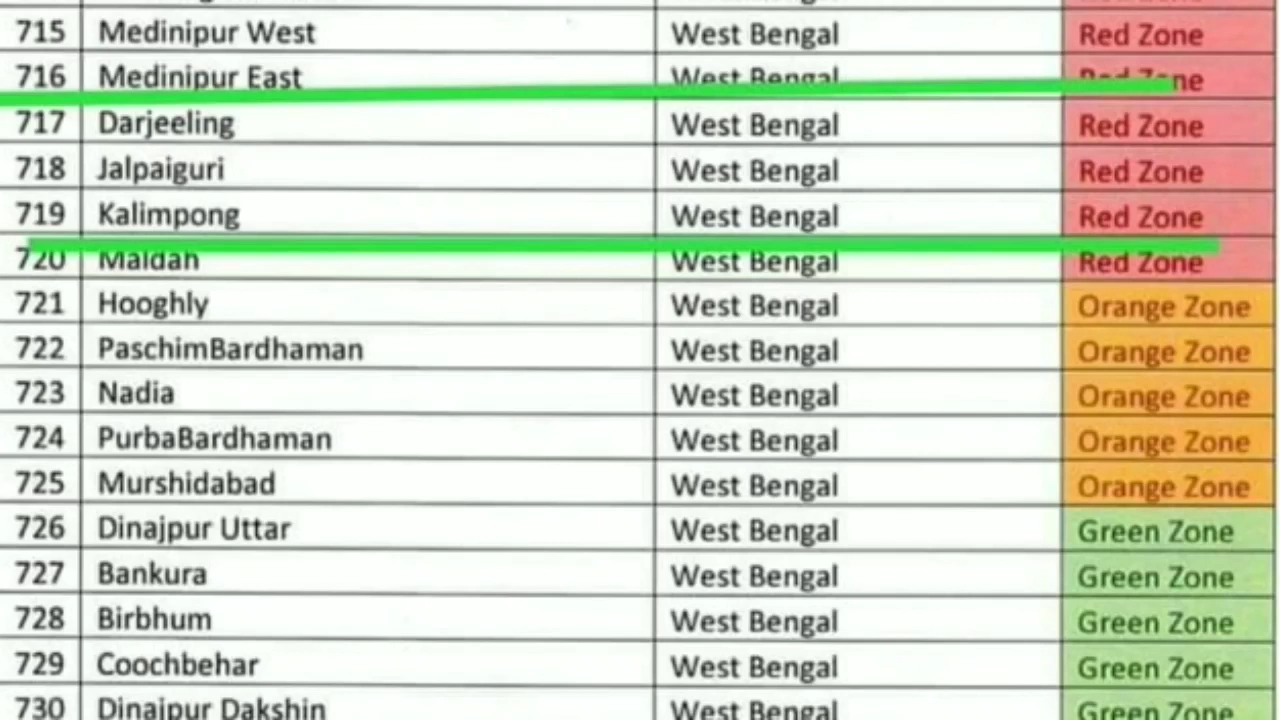 715 Medinipur West West Bengal Red Zone
716 Medinipur East West Bengal Red Zone
717 Darjeeling West Bengal Red Zone
718 Jalpaiguri West Bengal Red Zone
719 Kalimpong West Bengal Red Zone
720 Maldah West Bengal Red Zone
721 Hooghly West Bengal Orange Zone
722 PaschimBardhaman West Bengal Orange Zone
723 Nadia West Bengal Orange Zone
724 PurbaBardhaman West Bengal Orange Zone
725 Murshidabad West Bengal Orange Zone
726 Dinajpur Uttar West Bengal Green Zone
727 Bankura West Bengal Green Zone
728 Birbhum West Bengal Green Zone
729 Coochbehar West Bengal Green Zone
730 Dinajpur Dakshin West Bengal Green Zone